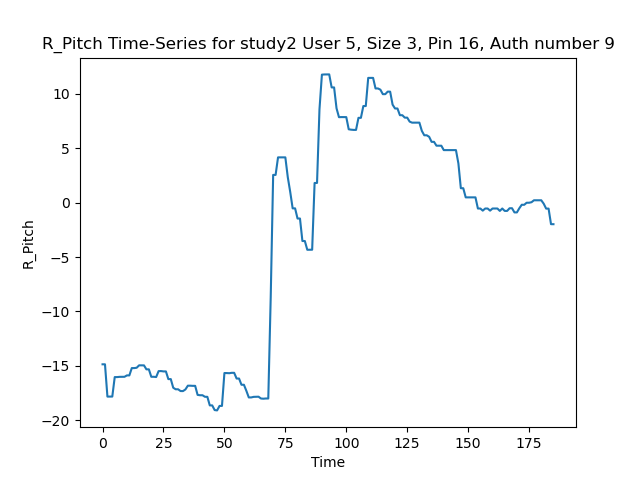 R_Pitch Time-Series for study2 User 5, Size 3, Pin 16, Auth number 9
10
5
0
−5
−10
−15
−20
R_Pitch
0 25 50 75 100 125 150 175
Time